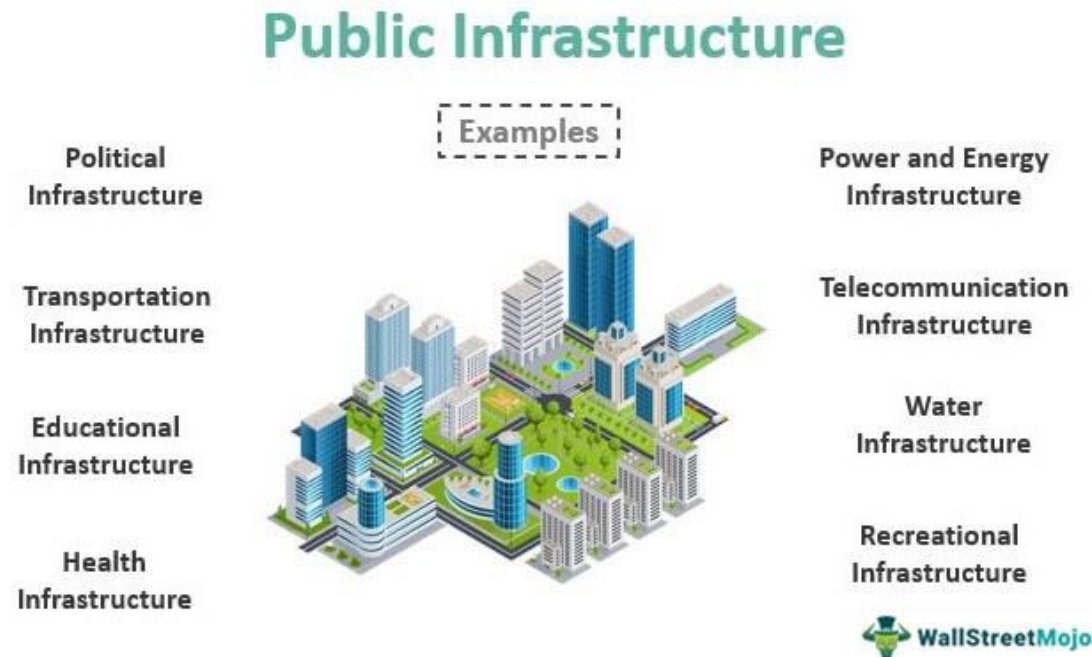 Public Infrastructure
Examples
Political
Infrastructure
Transportation
Infrastructure
Educational
Infrastructure
Health
Infrastructure
Power and Energy
Infrastructure
Telecommunication
Infrastructure
Water
Infrastructure
Recreational
Infrastructure
WallStreetMojo